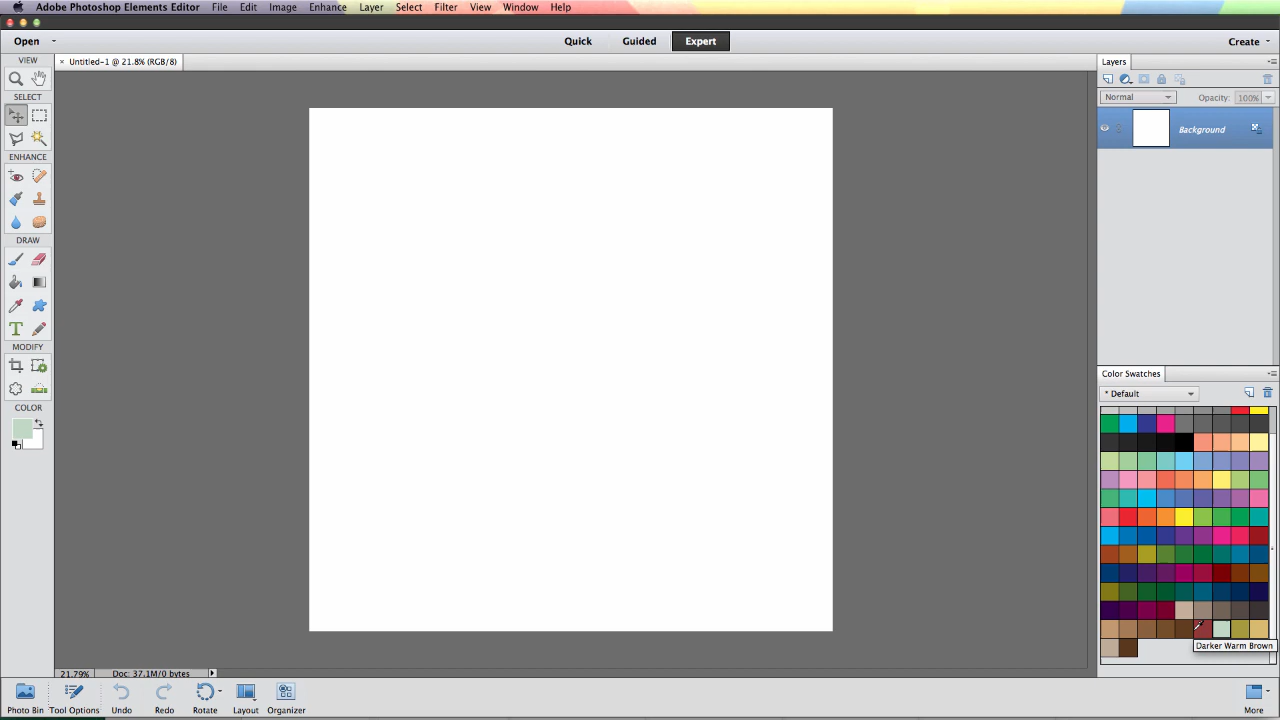 Adobe Photoshop Elements Editor File Edit Image Enhance Layer Select Filter View Window Help
Open Quick Guided Expert Create
VIEW
× Untitled-1 @ 21.8% (RGB/8)
Layers
SELECT
Normal Opacity: 100%
Background
ENHANCE
DRAW
T
MODIFY
Color Swatches
* Default
COLOR
Darker Warm Brown
21.79% Doc: 37.1M/0 bytes
Photo Bin Tool Options Undo Redo Rotate Layout Organizer More